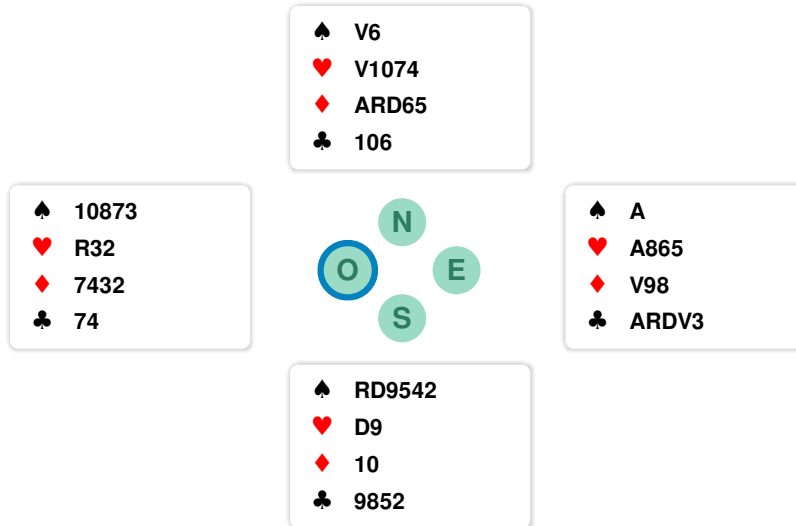 ♠ V6
♥ V1074
♦ ARD65
♣ 106
♠ 10873
♥ R32
♦ 7432
♣ 74
N
O E
S
♠ A
♥ A865
♦ V98
♣ ARDV3
♠ RD9542
♥ D9
♦ 10
♣ 9852